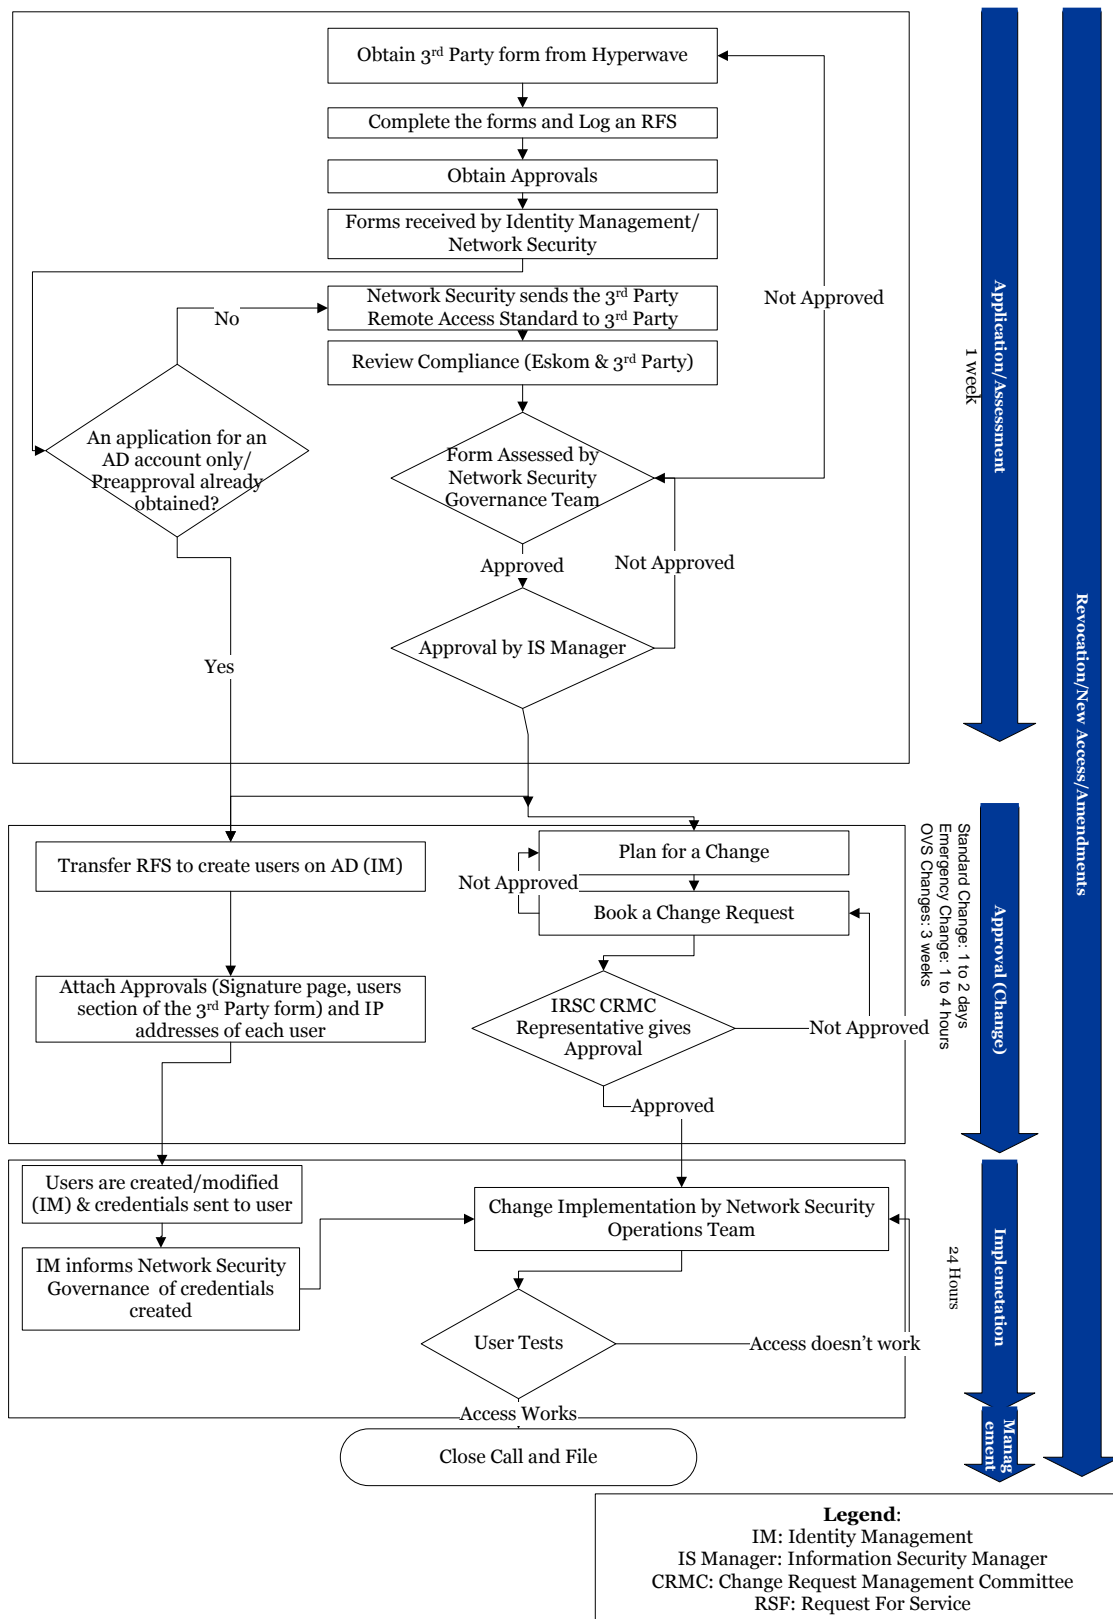 Obtain 3rd Party form from Hyperwave
Complete the forms and Log an RFS
Obtain Approvals
Forms received by Identity Management/
Network Security
Network Security sends the 3rd Party
Remote Access Standard to 3rd Party
No
Not Approved
Review Compliance (Eskom & 3rd Party)
An application for an
AD account only/
Preapproval already
obtained?
Form Assessed by
Network Security
Governance Team
Approved
Not Approved
Approval by IS Manager
Yes
Application/Assessment
1 week
Revocation/New Access/Amendments
Transfer RFS to create users on AD (IM)
Plan for a Change
Not Approved
Book a Change Request
Attach Approvals (Signature page, users
section of the 3rd Party form) and IP
addresses of each user
IRSC CRMC
Representative gives
Approval
Not Approved
Approved
Standard Change: 1 to 2 days
Emergency Change: 1 to 4 hours
OVS Changes: 3 weeks
Approval (Change)
Users are created/modified
(IM) & credentials sent to user
Change Implementation by Network Security
Operations Team
IM informs Network Security
Governance of credentials
created
User Tests
Access doesn't work
Access Works
24 Hours
Implemetation
Close Call and File
Manag
ement
Legend:
IM: Identity Management
IS Manager: Information Security Manager
CRMC: Change Request Management Committee
RSF: Request For Service